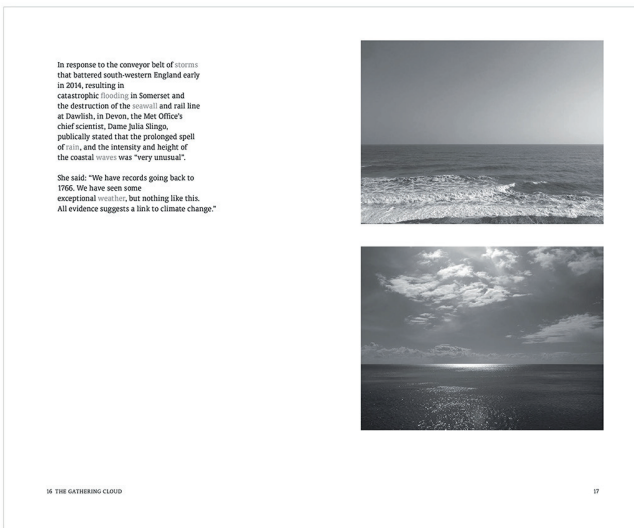 In response to the conveyor belt of storms
that battered south-western England early
in 2014, resulting in
catastrophic flooding in Somerset and
the destruction of the seawall and rail line
at Dawlish, in Devon, the Met Office's
chief scientist, Dame Julia Slingo,
publically stated that the prolonged spell
of rain, and the intensity and height of
the coastal waves was “very unusual”.
She said: “We have records going back to
1766. We have seen some
exceptional weather, but nothing like this.
All evidence suggests a link to climate change.”
16 THE GATHERING CLOUD
17